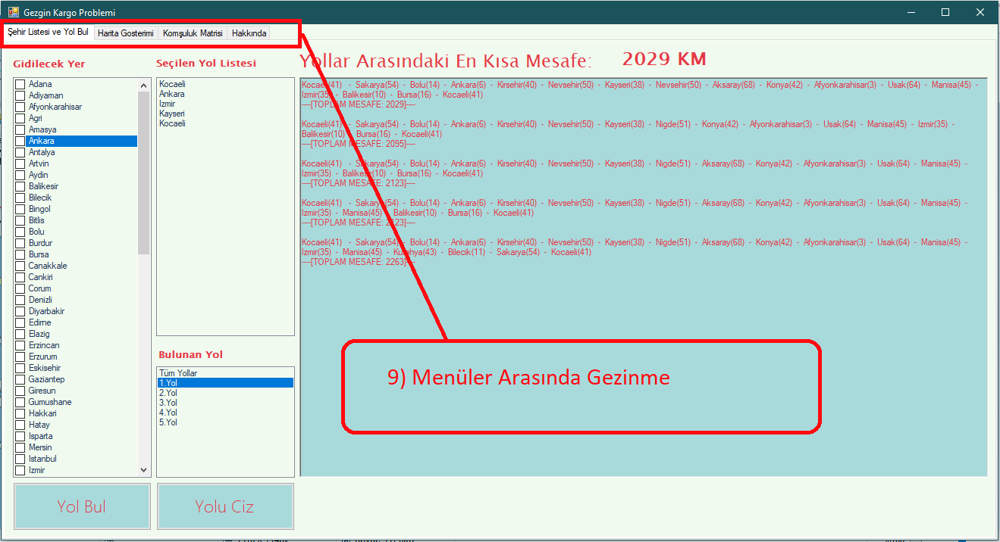 Gezgin Kargo Problemi
Şehir Listesi ve Yol Bul
Harita Gosterimi
Komşuluk Matrisi
Hakkında
Gidilecek Yer
Adana
Adiyaman
Afyonkarahisar
Agri
Amasya
Ankara
Antalya
Artvin
Aydin
Balikesir
Bilecik
Bingol
Bitlis
Bolu
Burdur
Bursa
Canakkale
Cankiri
Corum
Denizli
Diyarbakir
Edirne
Elazig
Erzincan
Erzurum
Eskisehir
Gaziantep
Giresun
Gumushane
Hakkari
Hatay
Isparta
Mersin
Istanbul
Izmir
Yol Bul
Seçilen Yol Listesi
Kocaeli
Ankara
Izmir
Kayseri
Kocaeli
Bulunan Yol
Tüm Yollar
1.Yol
2.Yol
3.Yol
4.Yol
5.Yol
Yolu Ciz
Yollar Arasındaki En Kısa Mesafe: 2029 KM
Kocaeli(41) - Sakarya(54) - Bolu(14) - Ankara(6) - Kirsehir(40) - Nevsehir(50) - Kayseri(38) - Nevsehir(50) - Aksaray(68) - Konya(42) - Afyonkarahisar(3) - Usak(64) - Manisa(45) -
Izmir(35) - Balikesir(10) - Bursa(16) - Kocaeli(41)
----[TOPLAM MESAFE: 2029]----
Kocaeli(41) - Sakarya(54) - Bolu(14) - Ankara(6) - Kirsehir(40) - Nevsehir(50) - Kayseri(38) - Nigde(51) - Konya(42) - Afyonkarahisar(3) - Usak(64) - Manisa(45) - Izmir(35) -
Balikesir(10) - Bursa(16) - Kocaeli(41)
----[TOPLAM MESAFE: 2095]----
Kocaeli(41) - Sakarya(54) - Bolu(14) - Ankara(6) - Kirsehir(40) - Nevsehir(50) - Kayseri(38) - Nigde(51) - Aksaray(68) - Konya(42) - Afyonkarahisar(3) - Usak(64) - Manisa(45) -
Izmir(35) - Balikesir(10) - Bursa(16) - Kocaeli(41)
----[TOPLAM MESAFE: 2123]----
Kocaeli(41) - Sakarya(54) - Bolu(14) - Ankara(6) - Kirsehir(40) - Nevsehir(50) - Kayseri(38) - Nigde(51) - Aksaray(68) - Konya(42) - Afyonkarahisar(3) - Usak(64) - Manisa(45) -
Izmir(35) - Manisa(45) - Balikesir(10) - Bursa(16) - Kocaeli(41)
----[TOPLAM MESAFE: 2123]----
Kocaeli(41) - Sakarya(54) - Bolu(14) - Ankara(6) - Kirsehir(40) - Nevsehir(50) - Kayseri(38) - Nigde(51) - Aksaray(68) - Konya(42) - Afyonkarahisar(3) - Usak(64) - Manisa(45) -
Izmir(35) - Manisa(45) - Kutahya(43) - Bilecik(11) - Sakarya(54) - Kocaeli(41)
----[TOPLAM MESAFE: 2263]----
9) Menüler Arasında Gezinme